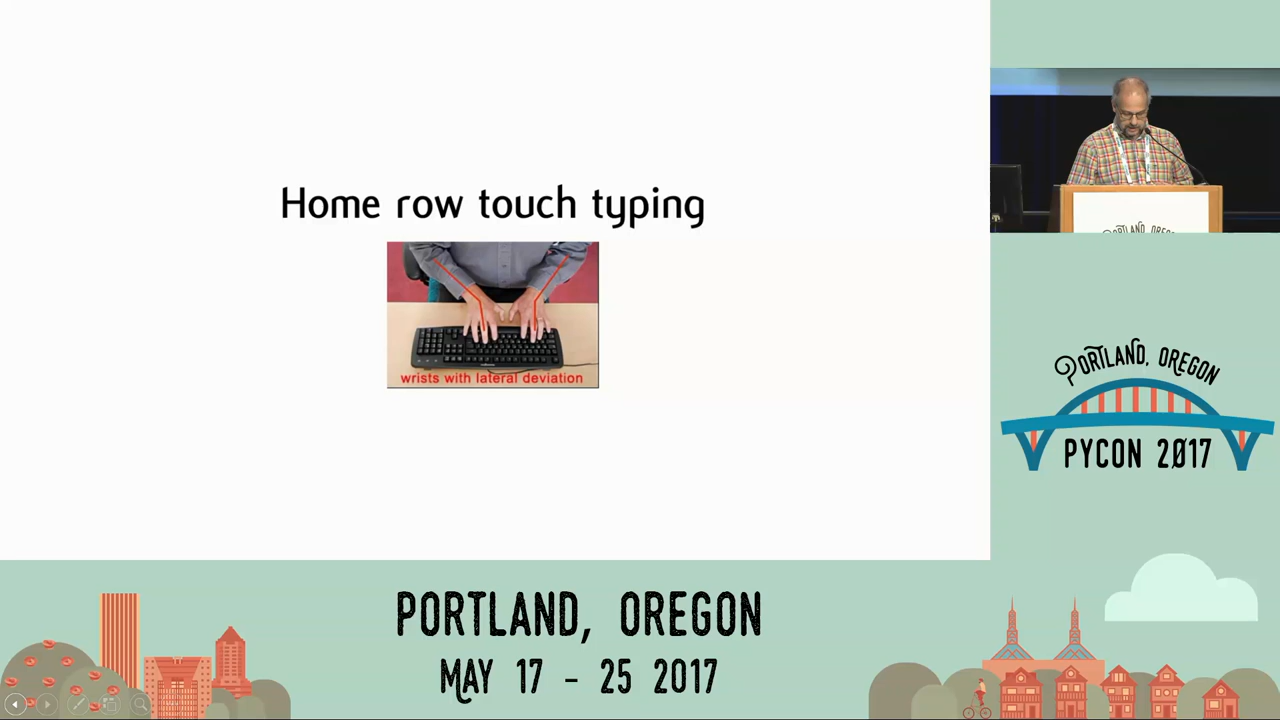 Home row touch typing
wrists with lateral deviation
PORTLAND, OREGON
PYCON 2017
PORTLAND, OREGON
MAY 17 - 25 2017